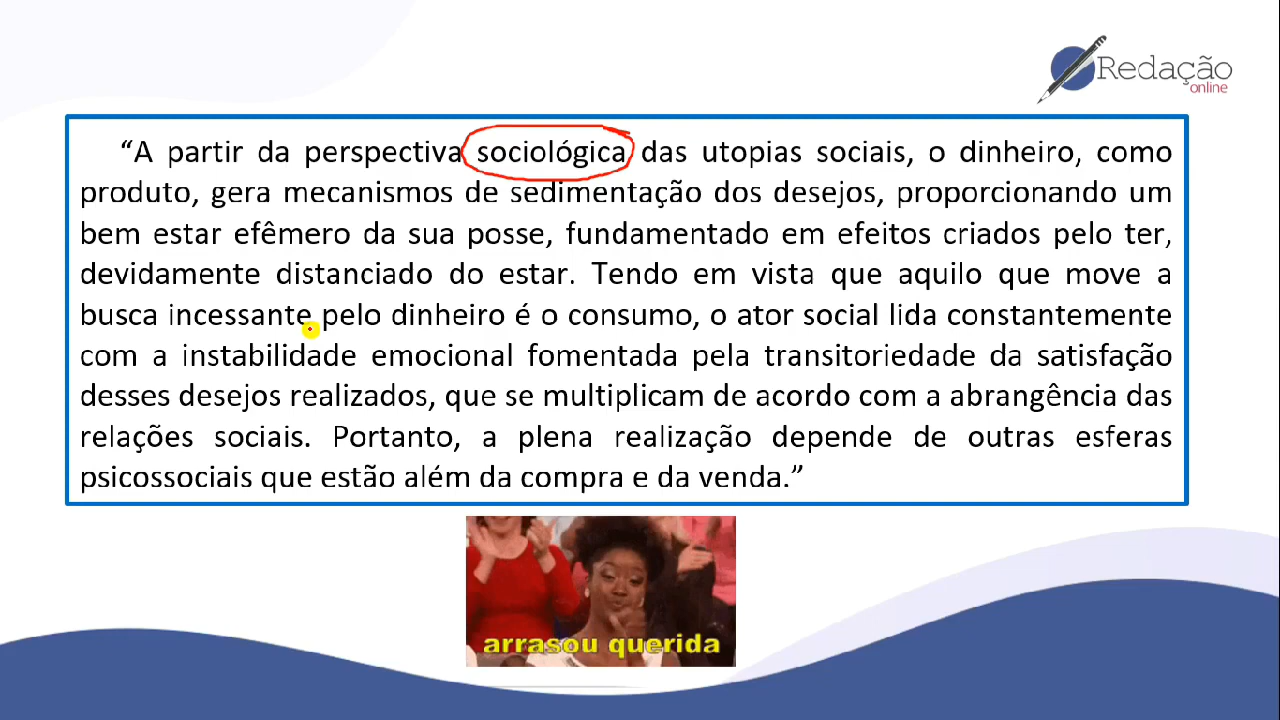 Redação
online
“A partir da perspectiva sociológica das utopias sociais, o dinheiro, como
produto, gera mecanismos de sedimentação dos desejos, proporcionando um
bem estar efêmero da sua posse, fundamentado em efeitos criados pelo ter,
devidamente distanciado do estar. Tendo em vista que aquilo que move a
busca incessante pelo dinheiro é o consumo, o ator social lida constantemente
com a instabilidade emocional fomentada pela transitoriedade da satisfação
desses desejos realizados, que se multiplicam de acordo com a abrangência das
relações sociais. Portanto, a plena realização depende de outras esferas
psicossociais que estão além da compra e da venda.”
arrasou querida